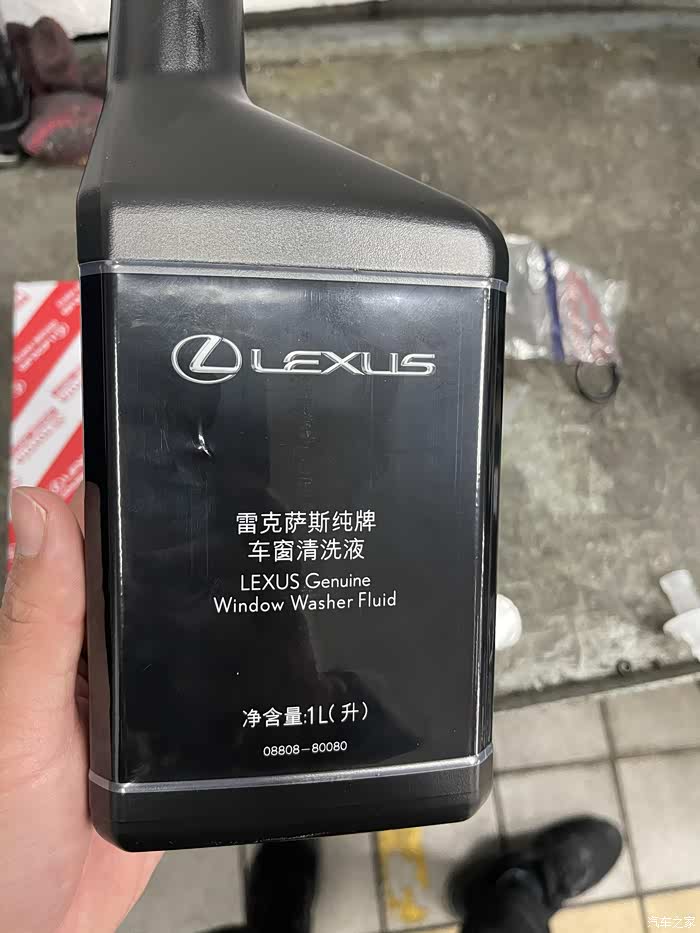 LEXUS
雷克萨斯纯牌
车窗清洗液
LEXUS Genuine
Window Washer Fluid
净含量:1L(升)
08808-80080
汽车之家